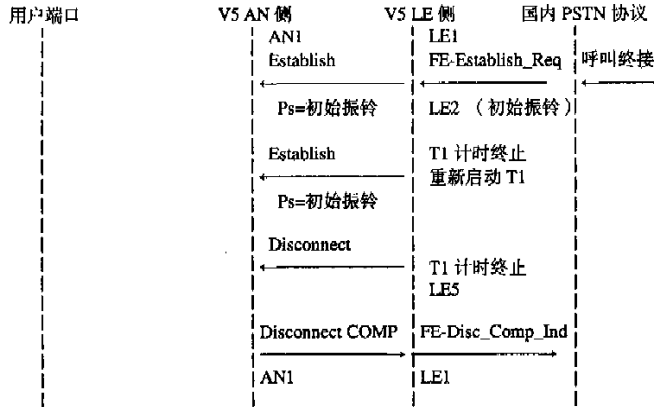 用户端口 V5 AN 侧 V5 LE 侧 国内 PSTN 协议
AN1 LE1
Establish FE-Establish_Req 呼叫终接
Ps=初始振铃 LE2 （初始振铃）
Establish T1 计时终止
重新启动 T1
Ps=初始振铃
Disconnect
T1 计时终止
LE5
Disconnect COMP FE-Disc_Comp_Ind
AN1 LE1